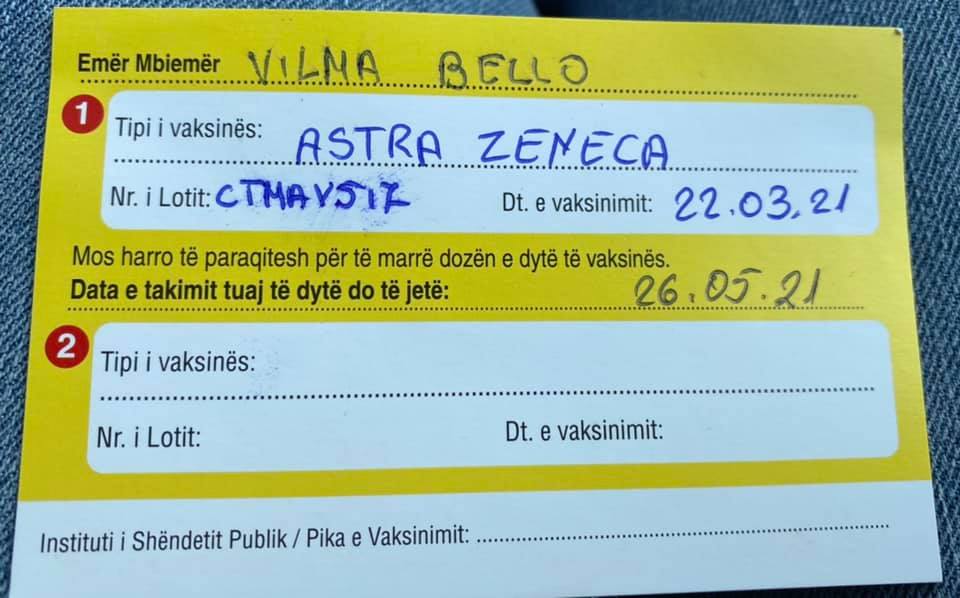 Emër Mbiemër VILMA BELLO
1
Tipi i vaksinës: ASTRA ZENECA
Nr. i Lotit: CTMAV517 Dt. e vaksinimit: 22.03.21
Mos harro të paraqitesh për të marrë dozën e dytë të vaksinës.
Data e takimit tuaj të dytë do të jetë: 26.05.21
2
Tipi i vaksinës:
Nr. i Lotit: Dt. e vaksinimit:
Instituti i Shëndetit Publik / Pika e Vaksinimit: